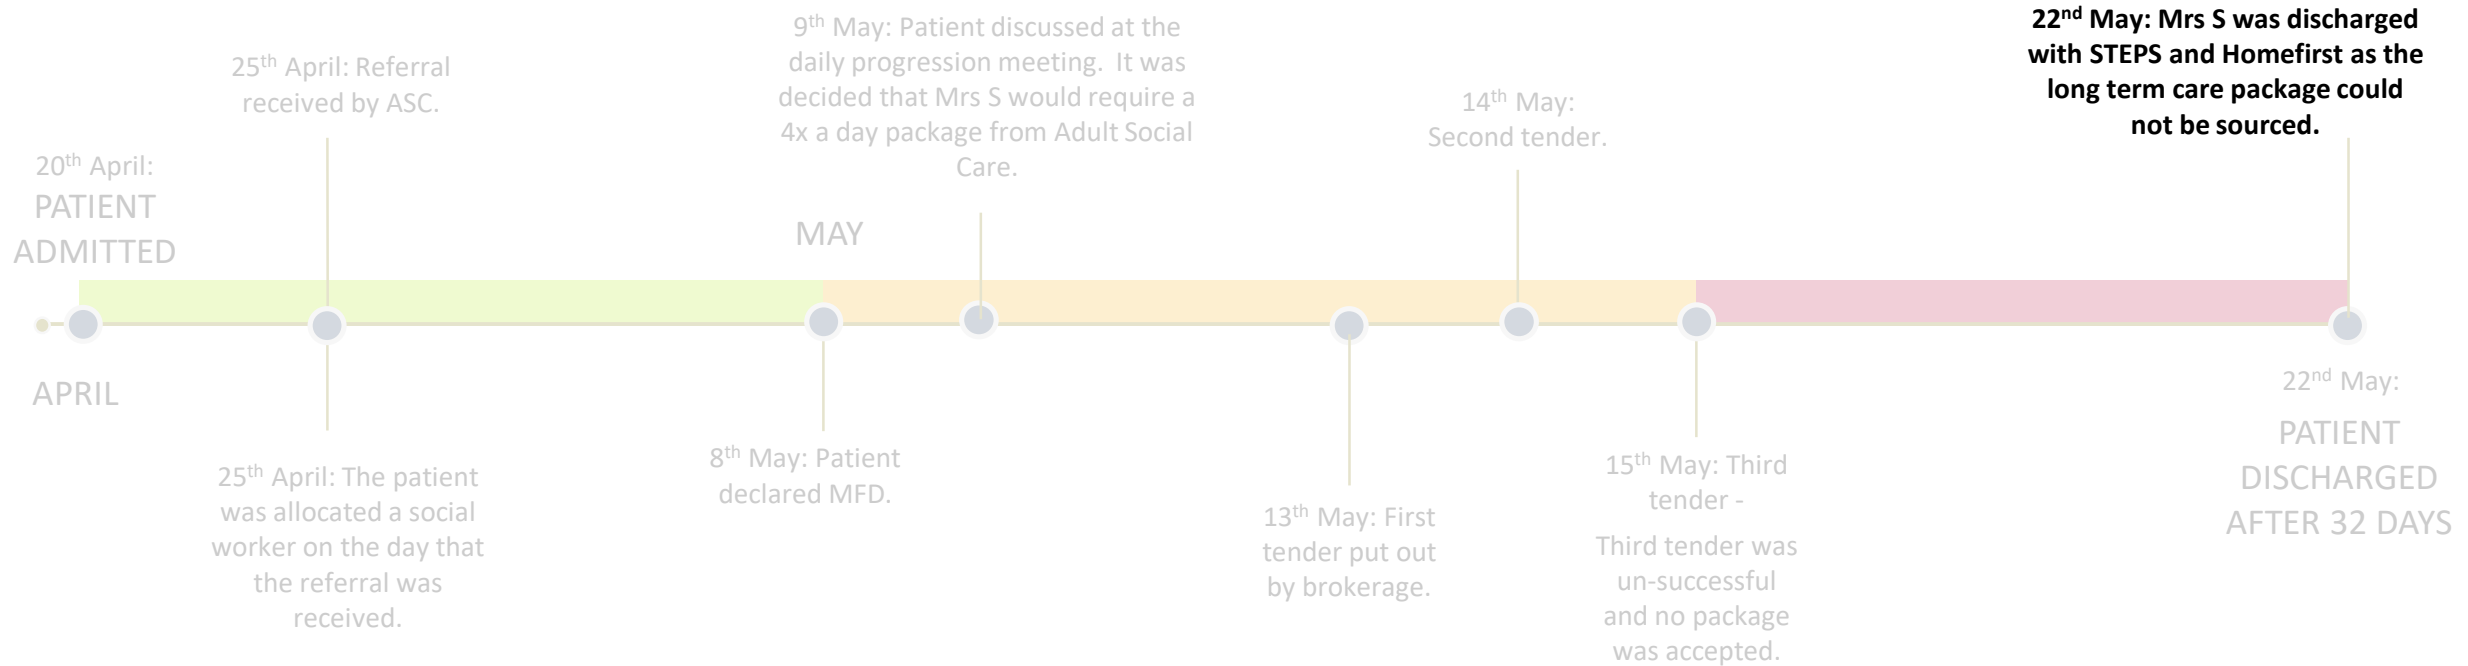 20th April:
PATIENT
ADMITTED
APRIL
25th April: Referral
received by ASC.
25th April: The patient
was allocated a social
worker on the day that
the referral was
received.
MAY
8th May: Patient
declared MFD.
9th May: Patient discussed at the
daily progression meeting. It was
decided that Mrs S would require a
4x a day package from Adult Social
Care.
13th May: First
tender put out
by brokerage.
14th May:
Second tender.
15th May: Third
tender -
Third tender was
un-successful
and no package
was accepted.
22nd May: Mrs S was discharged
with STEPS and Homefirst as the
long term care package could
not be sourced.
22nd May:
PATIENT
DISCHARGED
AFTER 32 DAYS